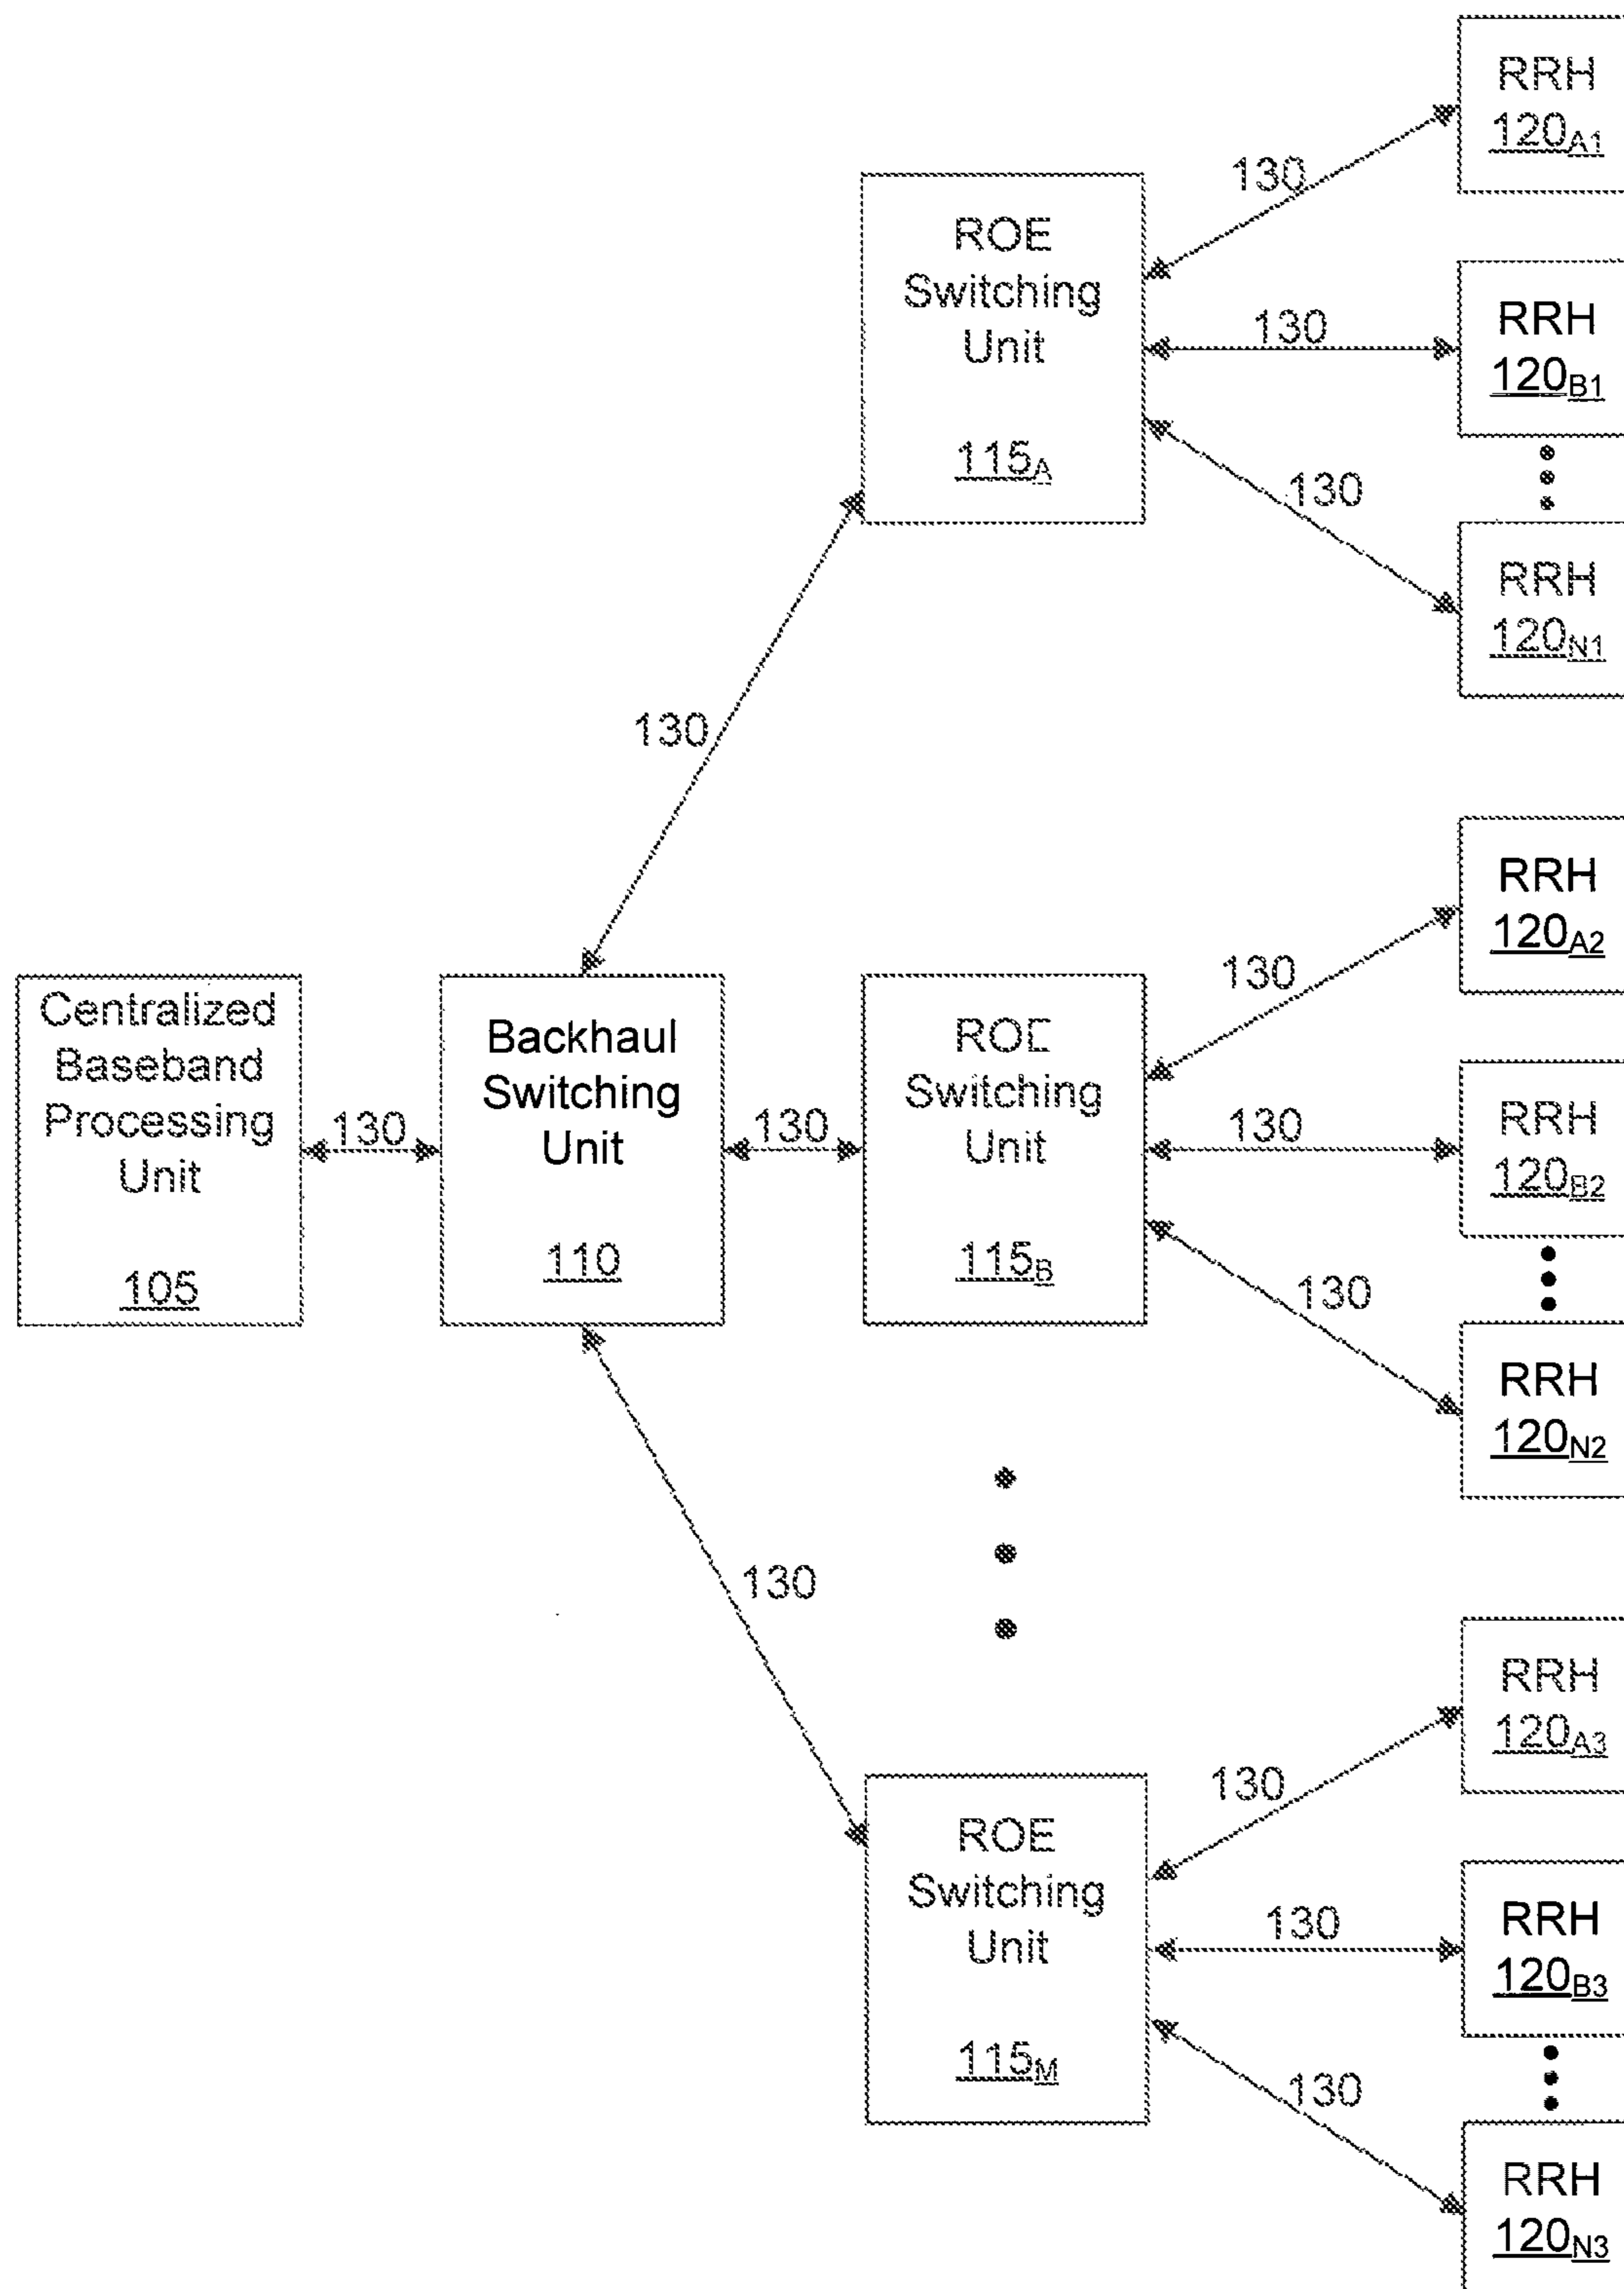 RRH
120A1
130
ROE
Switching
Unit
115A
130
RRH
120B1
130
RRH
120N1
130
RRH
120A2
130
Centralized
Baseband
Processing
Unit
105
130
Backhaul
Switching
Unit
110
130
ROE
Switching
Unit
115B
130
RRH
120B2
130
RRH
120N2
130
RRH
120A3
130
ROE
Switching
Unit
115M
130
RRH
120B3
130
RRH
120N3